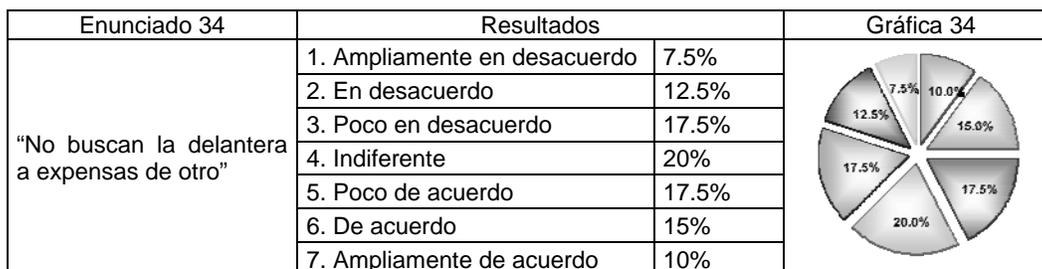 Enunciado 34
Resultados
Gráfica 34
“No buscan la delantera
a expensas de otro”
1. Ampliamente en desacuerdo 7.5%
2. En desacuerdo 12.5%
3. Poco en desacuerdo 17.5%
4. Indiferente 20%
5. Poco de acuerdo 17.5%
6. De acuerdo 15%
7. Ampliamente de acuerdo 10%
7.5%
10.0%
12.5%
15.0%
17.5%
17.5%
20.0%